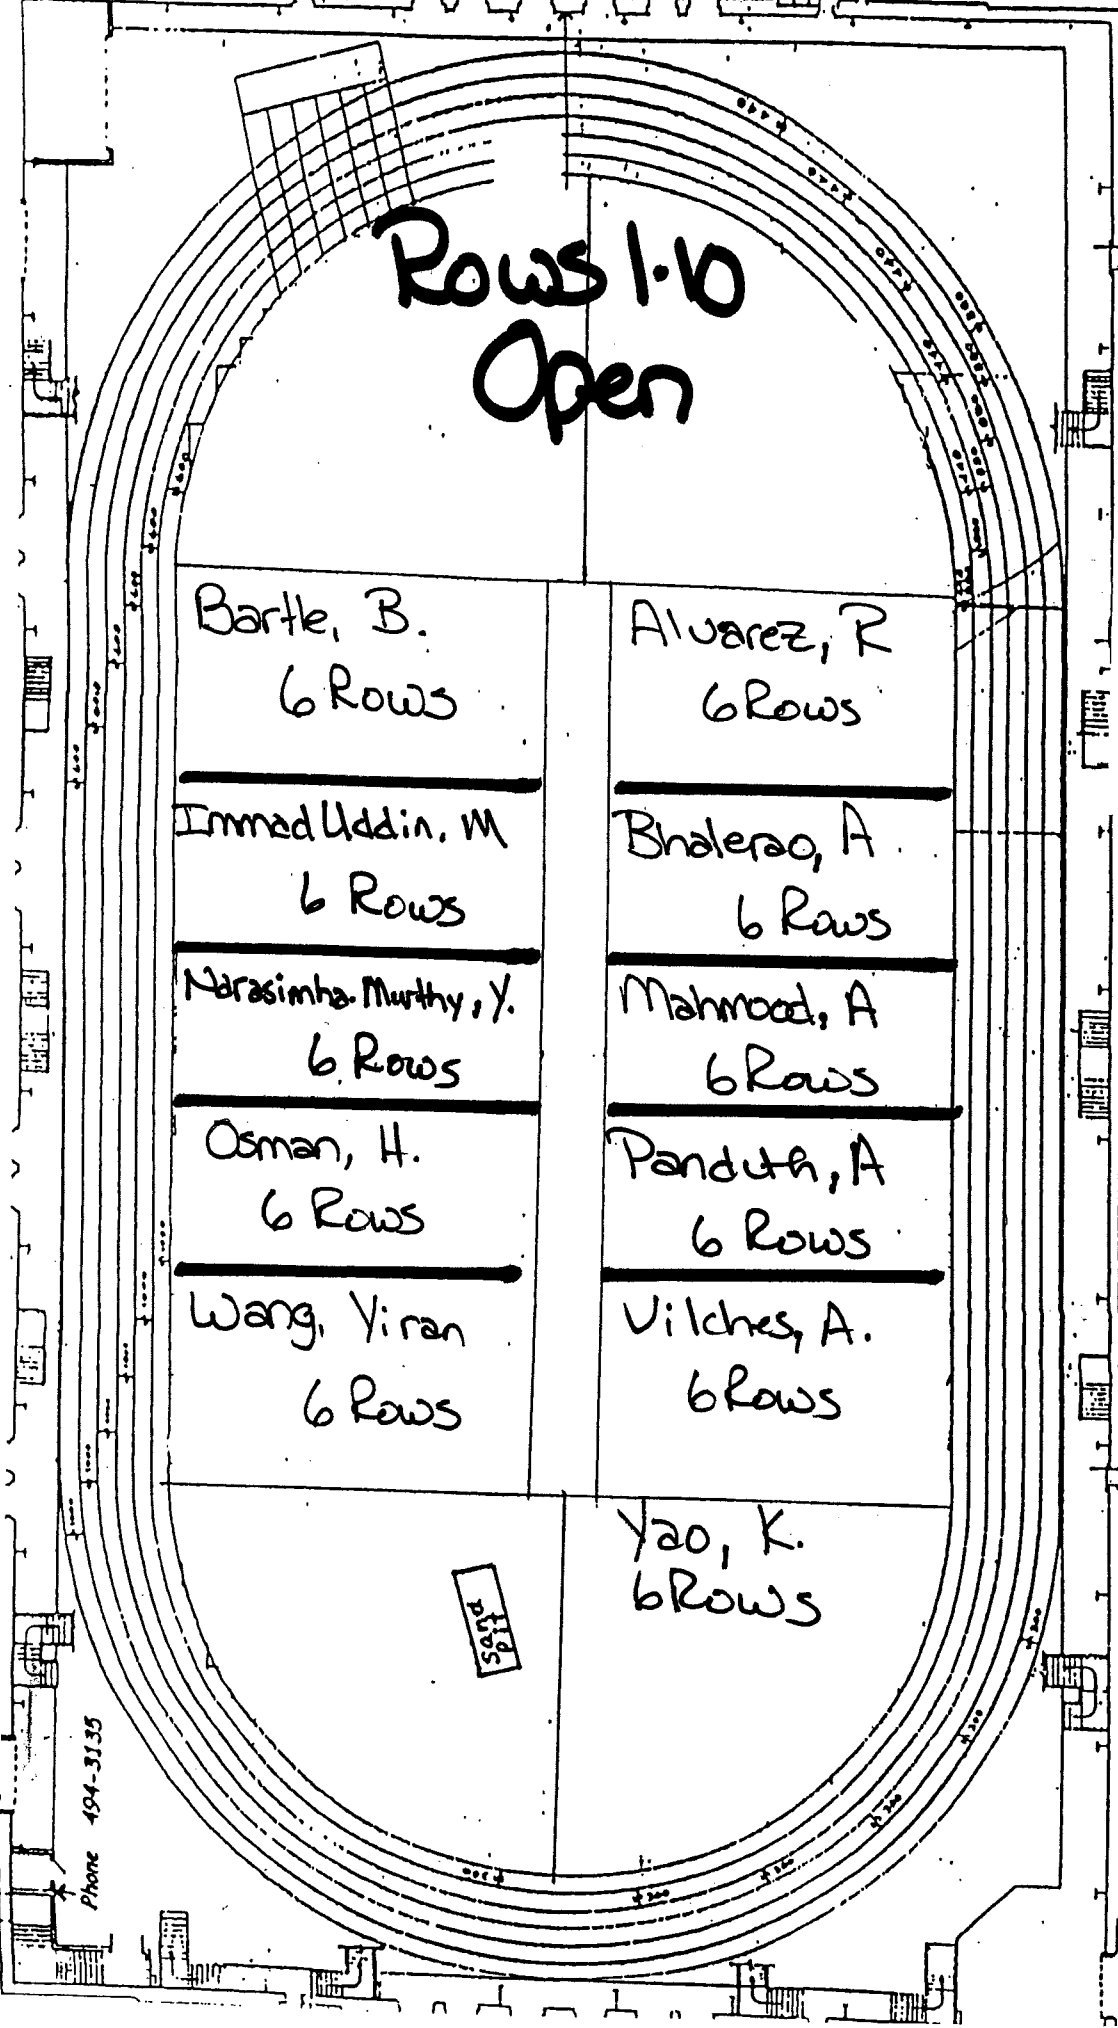 Rows 1-10
Open
Bartle, B.
6 Rows
Alvarez, R
6 Rows
Immad Uddin, M
6 Rows
Bhalerao, A
6 Rows
Narasimha Murthy, Y.
6 Rows
Mahmood, A
6 Rows
Osman, H.
6 Rows
Panduth, A
6 Rows
Wang, Yiran
6 Rows
Vilches, A.
6 Rows
Yao, K.
6 Rows
Sand
Pit
Phone 494-3135